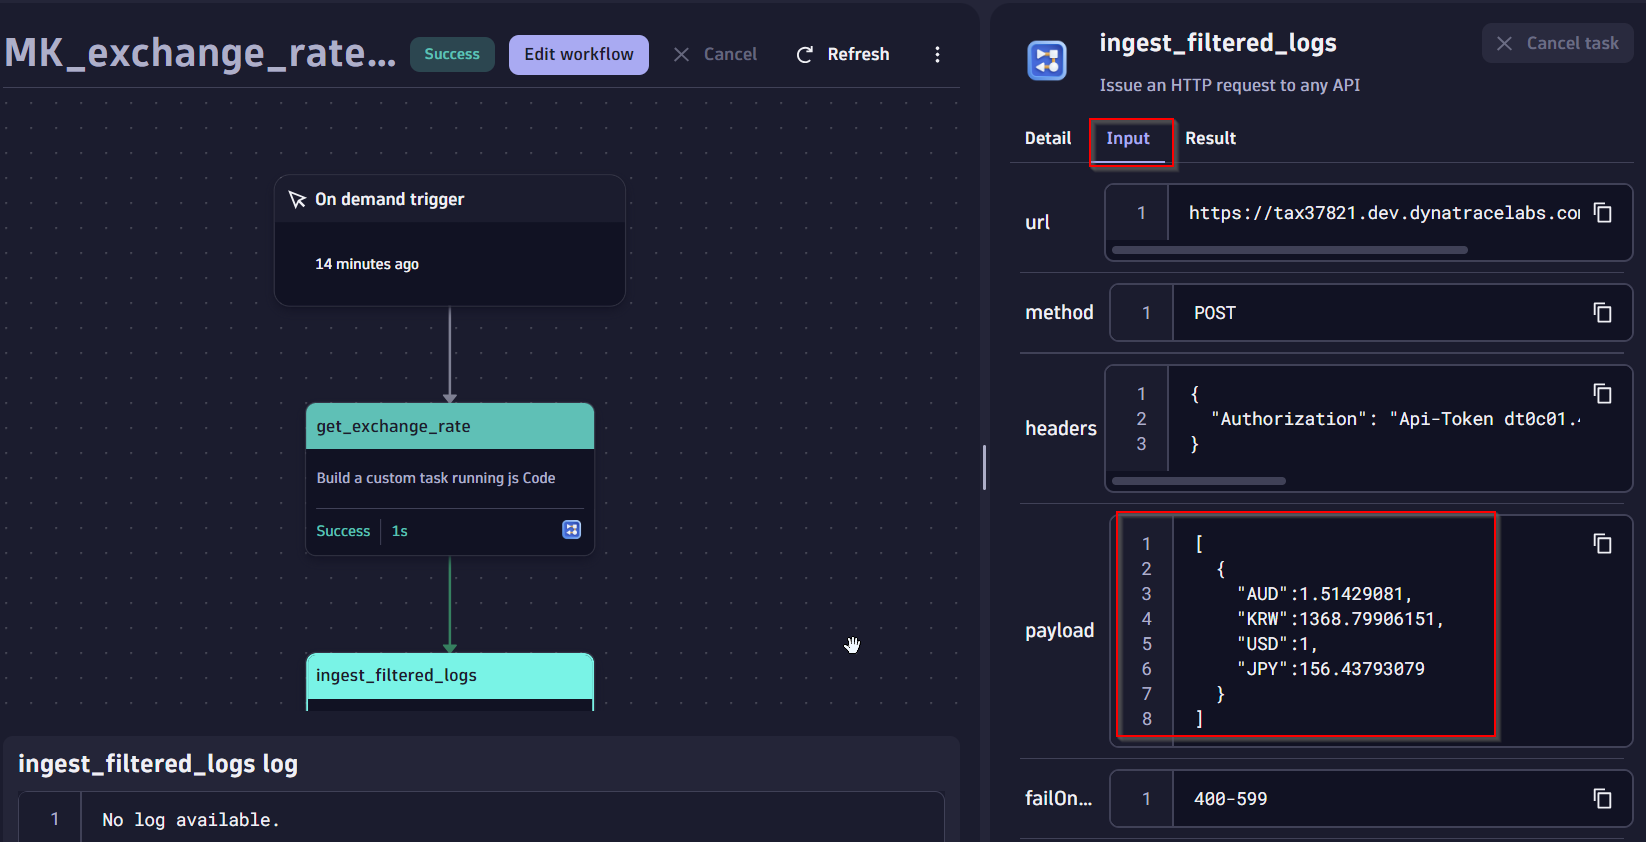 MK_exchange_rate...
Success
Edit workflow
Cancel
Refresh
On demand trigger
14 minutes ago
get_exchange_rate
Build a custom task running js Code
Success
1s
ingest_filtered_logs
ingest_filtered_logs log
1
No log available.
ingest_filtered_logs
Cancel task
Issue an HTTP request to any API
Detail
Input
Result
url
1
https://tax37821.dev.dynatracelabs.co
method
1
POST
headers
1 {
2 "Authorization": "Api-Token dt0c01.
3 }
payload
1 [
2 {
3 "AUD":1.51429081,
4 "KRW":1368.79906151,
5 "USD":1,
6 "JPY":156.43793079
7 }
8 ]
failOn...
1
400-599